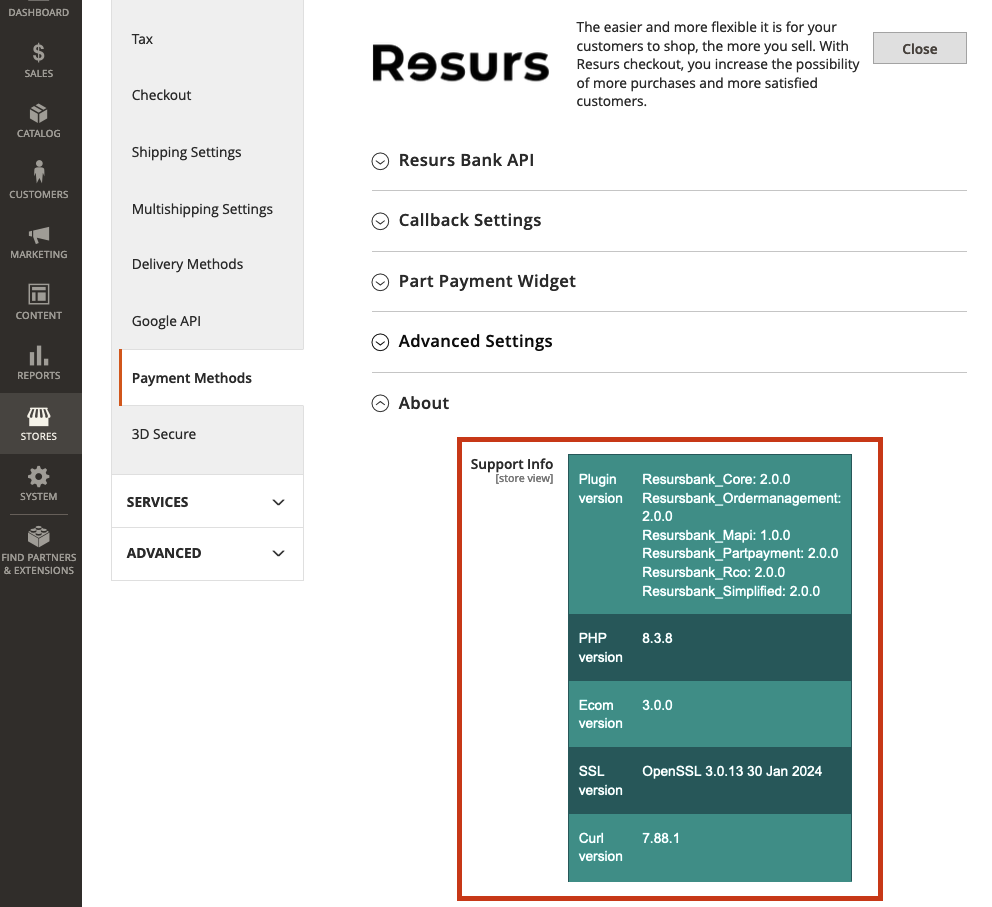 DASHBOARD
SALES
CATALOG
CUSTOMERS
MARKETING
CONTENT
REPORTS
STORES
SYSTEM
FIND PARTNERS
& EXTENSIONS
Tax
Checkout
Shipping Settings
Multishipping Settings
Delivery Methods
Google API
Payment Methods
3D Secure
SERVICES
ADVANCED
Resurs
The easier and more flexible it is for your
customers to shop, the more you sell. With
Resurs checkout, you increase the possibility
of more purchases and more satisfied
customers.
Close
Resurs Bank API
Callback Settings
Part Payment Widget
Advanced Settings
About
Support Info
[store view]
Plugin
version
Resursbank_Core: 2.0.0
Resursbank_Ordermanagement:
2.0.0
Resursbank_Mapi: 1.0.0
Resursbank_Partpayment: 2.0.0
Resursbank_Rco: 2.0.0
Resursbank_Simplified: 2.0.0
PHP
version
8.3.8
Ecom
version
3.0.0
SSL
version
OpenSSL 3.0.13 30 Jan 2024
Curl
version
7.88.1